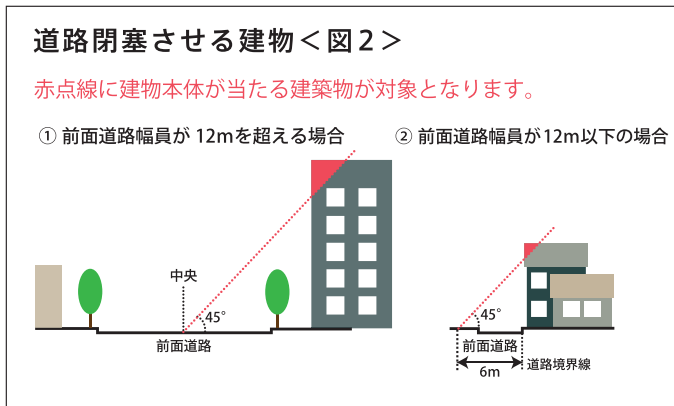 道路閉塞させる建物＜図2＞
赤点線に建物本体が当たる建築物が対象となります。
① 前面道路幅員が 12mを超える場合
② 前面道路幅員が12m以下の場合
中央
45°
前面道路
45°
前面道路
道路境界線
6m